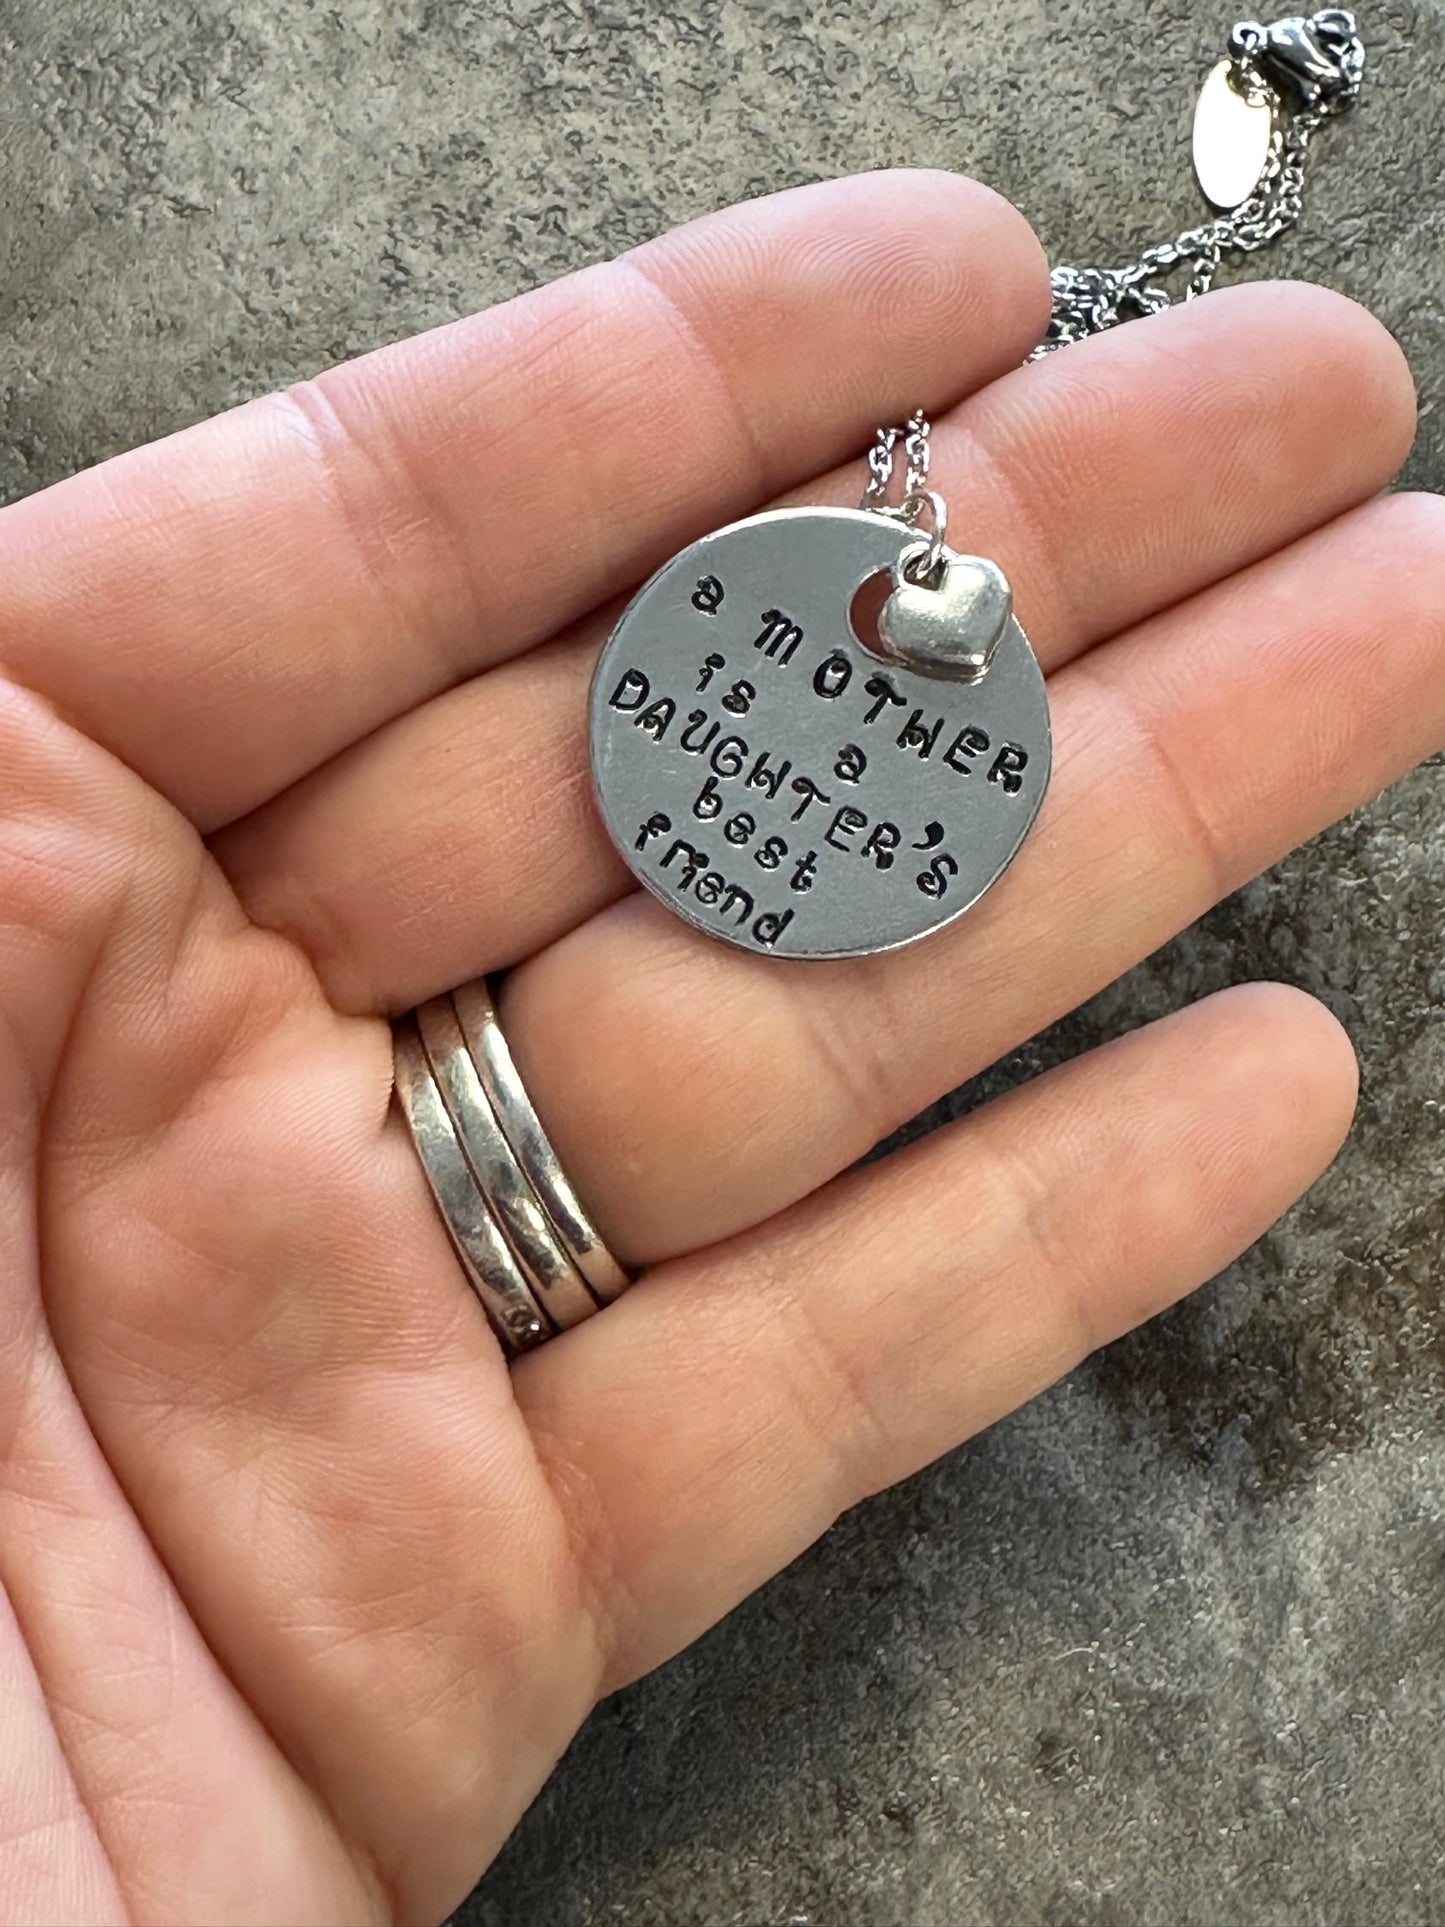 a MOTHER
is a
DAUGHTER'S
best
friend